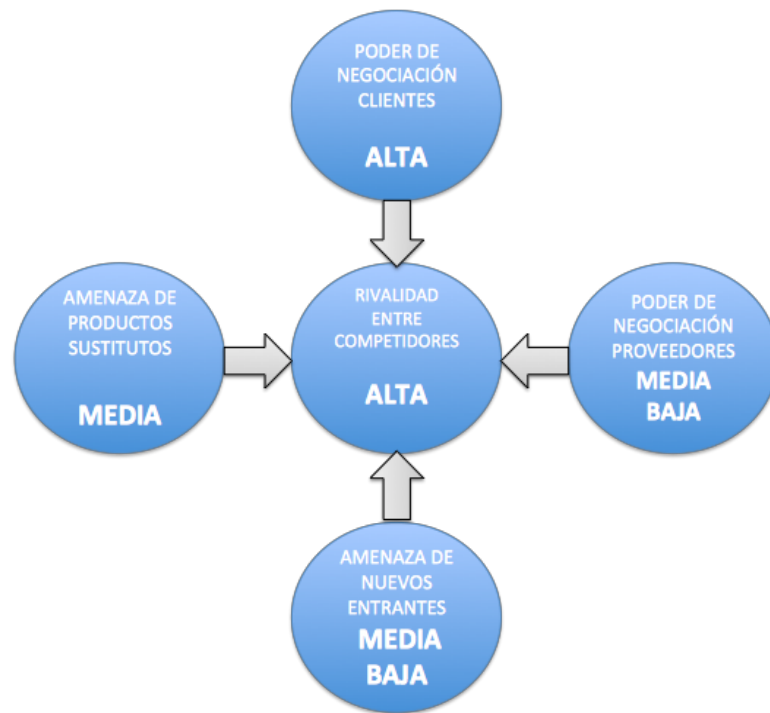 PODER DE
NEGOCIACIÓN
CLIENTES
ALTA
AMENAZA DE
PRODUCTOS
SUSTITUTOS
MEDIA
RIVALIDAD
ENTRE
COMPETIDORES
ALTA
PODER DE
NEGOCIACIÓN
PROVEEDORES
MEDIA
BAJA
AMENAZA DE
NUEVOS
ENTRANTES
MEDIA
BAJA